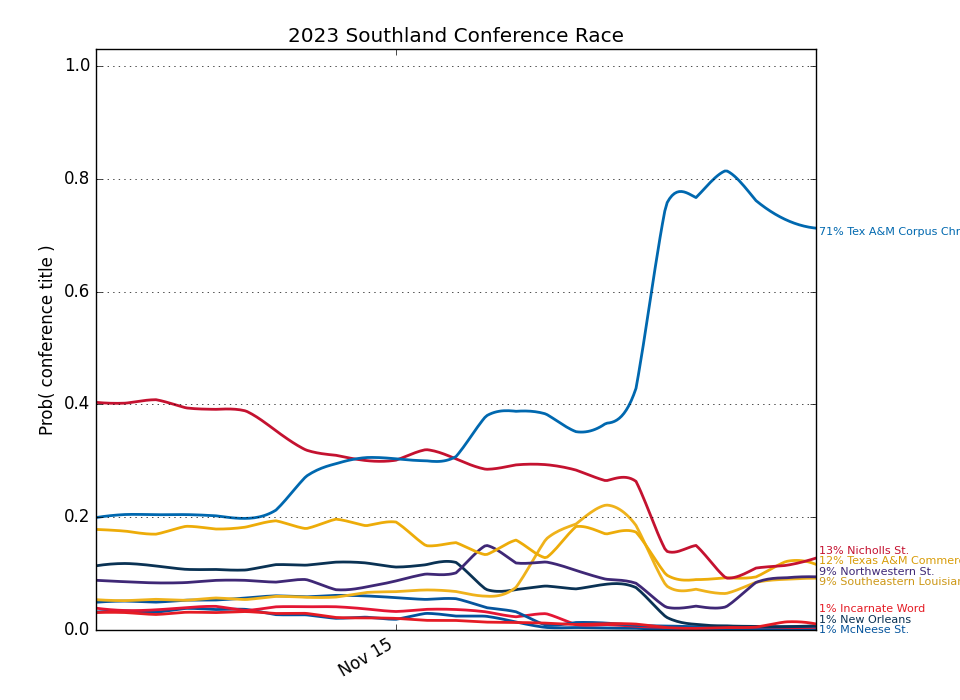 2023 Southland Conference Race
Prob( conference title )
1.0
0.8
0.6
0.4
0.2
0.0
Nov 15
71% Tex A&M Corpus Chr
13% Nicholls St.
12% Texas A&M Commerc
9% Northwestern St.
9% Southeastern Louisian
1% Incarnate Word
1% New Orleans
1% McNeese St.